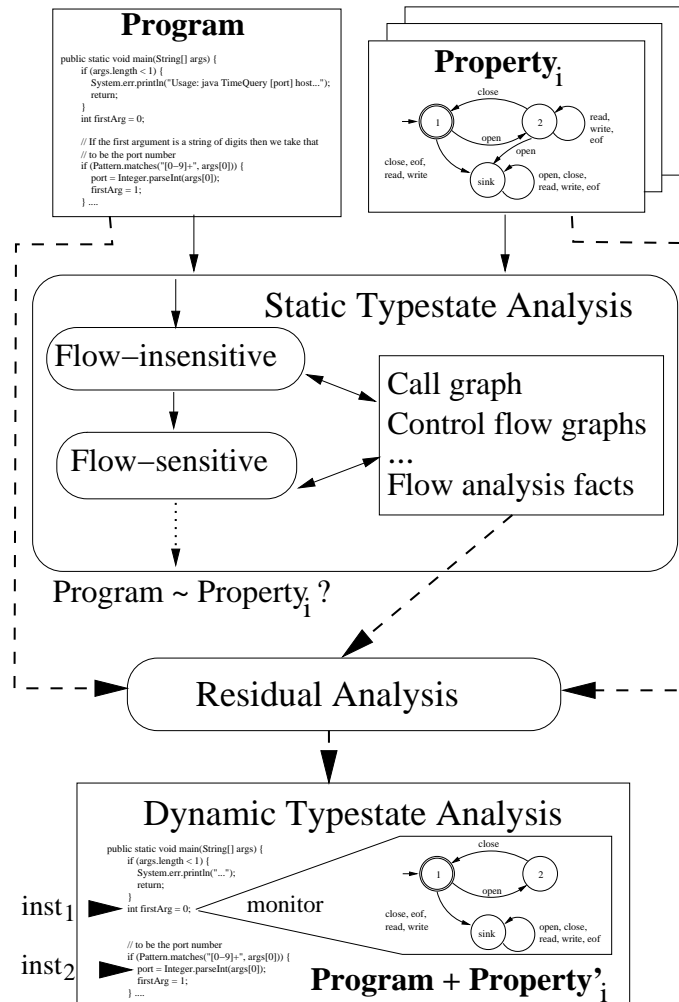 Program
public static void main(String[] args) {
if (args.length < 1) {
System.err.println("Usage: java TimeQuery [port] host...");
return;
}
int firstArg = 0;
// If the first argument is a string of digits then we take that
// to be the port number
if (Pattern.matches("[0−9]+", args[0])) {
port = Integer.parseInt(args[0]);
firstArg = 1;
} ....
Property i
close
1
2
read,
write,
eof
open
open
close, eof,
read, write
sink
open, close,
read, write, eof
Static Typestate Analysis
Flow−insensitive
Flow−sensitive
Call graph
Control flow graphs
...
Flow analysis facts
Program ~ Property i ?
Residual Analysis
Dynamic Typestate Analysis
public static void main(String[] args) {
if (args.length < 1) {
System.err.println("...");
return;
}
inst1
int firstArg = 0;
// to be the port number
if (Pattern.matches("[0−9]+", args[0])) {
inst2
port = Integer.parseInt(args[0]);
firstArg = 1;
} ....
monitor
close
1
2
open
close, eof,
read, write
sink
open, close,
read, write, eof
Program + Property’ i